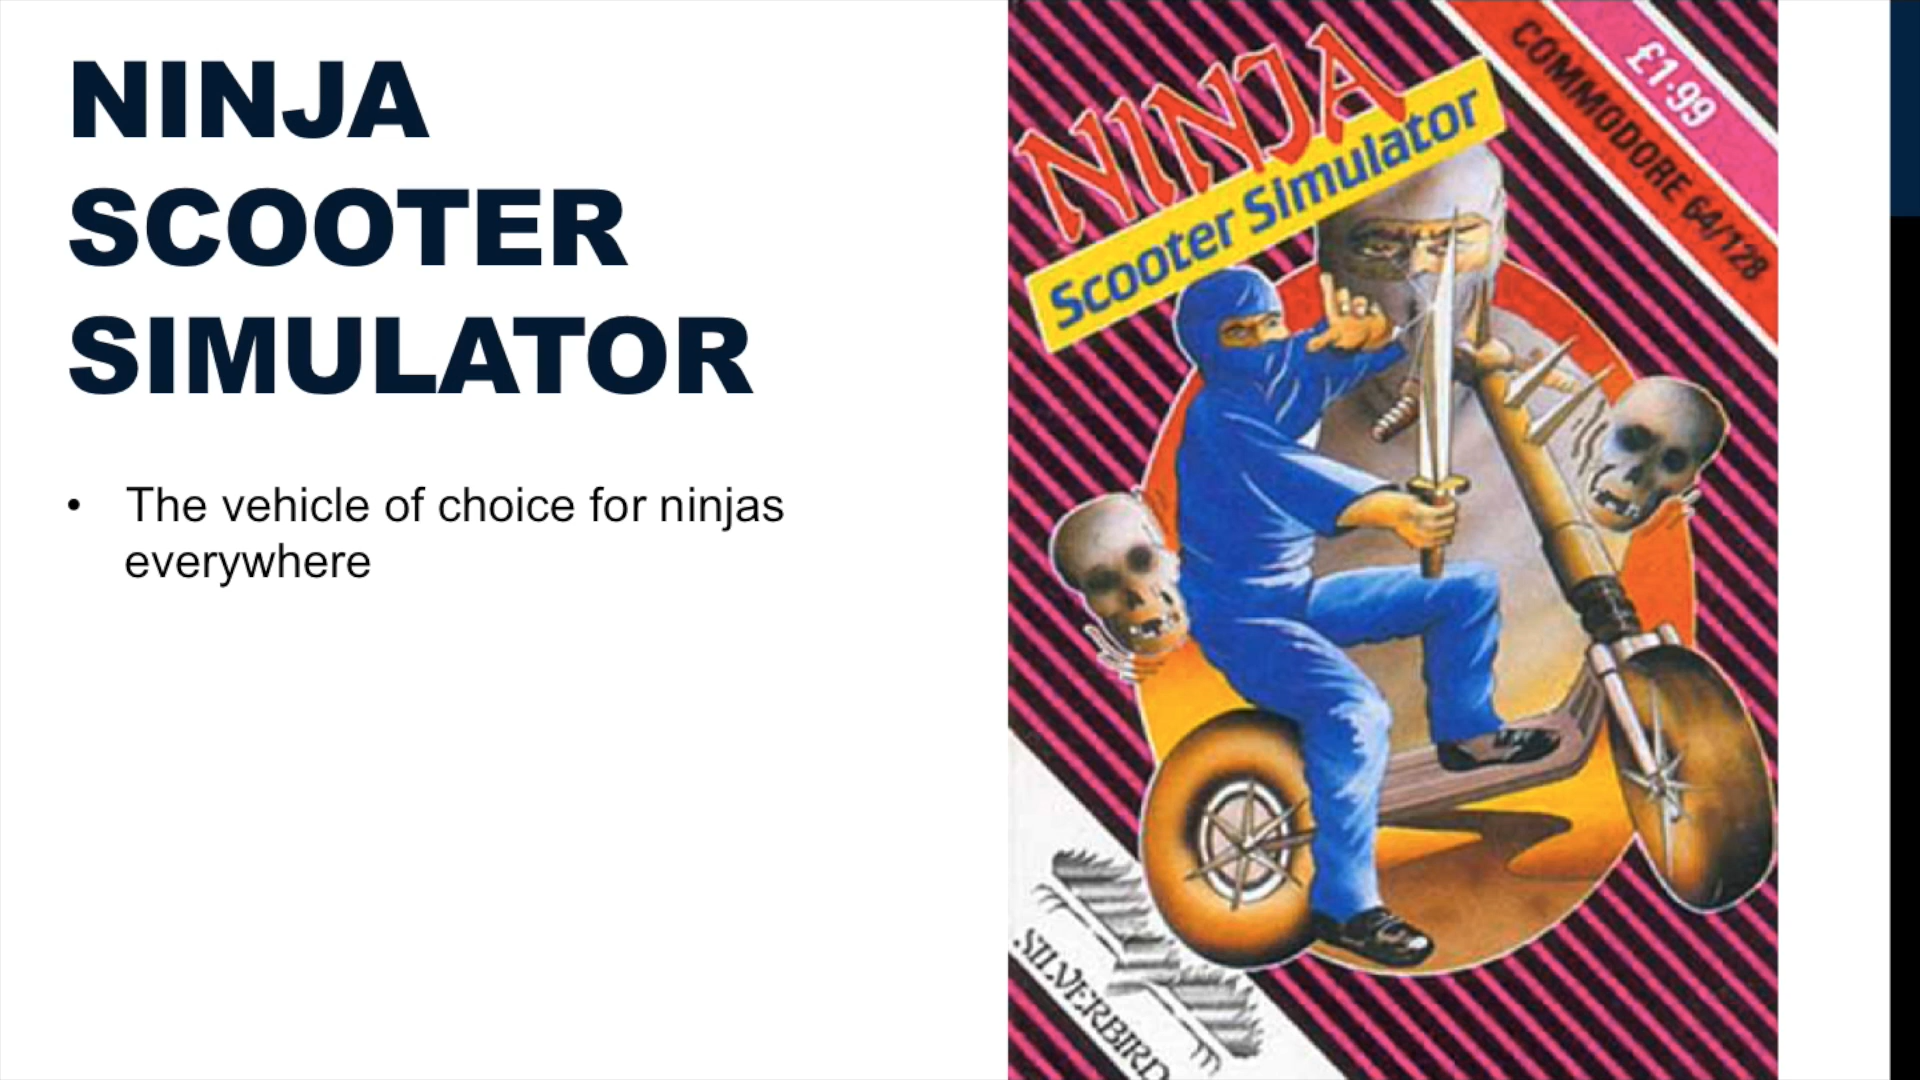 NINJA
SCOOTER
SIMULATOR
• The vehicle of choice for ninjas
everywhere
NINJA
Scooter Simulator
£1.99
COMMODORE 64/128
SILVERBIRD